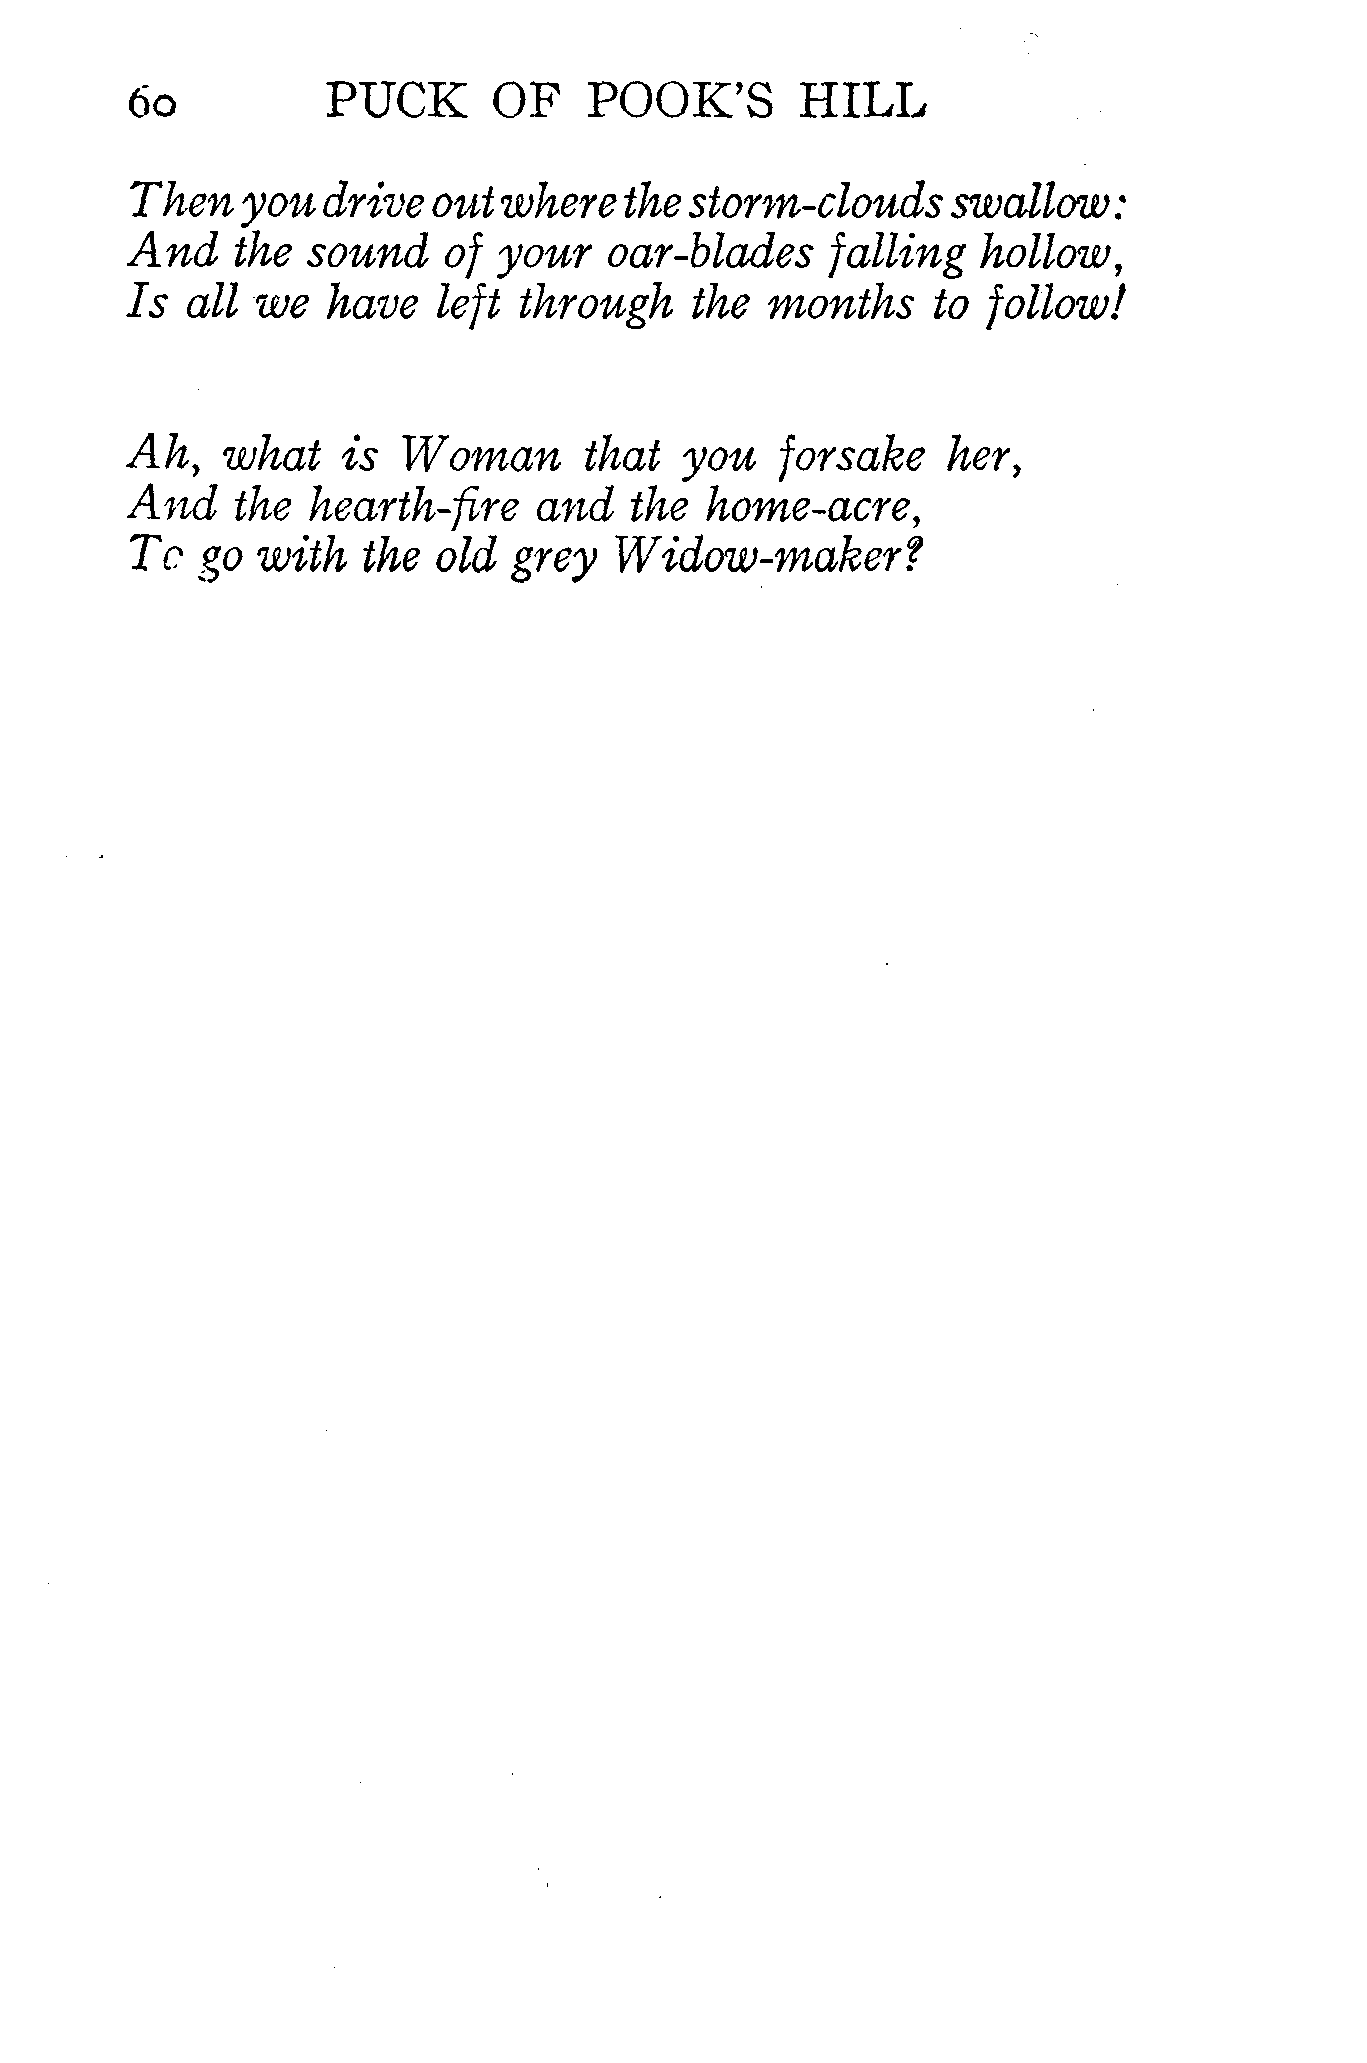 60 PUCK OF POOK'S HILL
Then you drive out where the storm-clouds swallow:
And the sound of your oar-blades falling hollow,
Is all we have left through the months to follow!
Ah, what is Woman that you forsake her,
And the hearth-fire and the home-acre,
To go with the old grey Widow-maker?